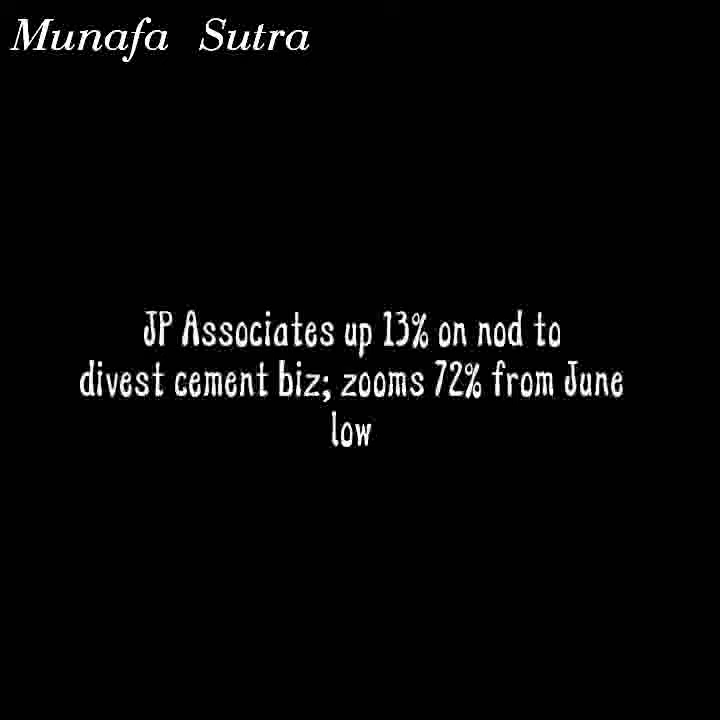 Munafa Sutra
JP Associates up 13% on nod to
divest cement biz; zooms 72% from June
low